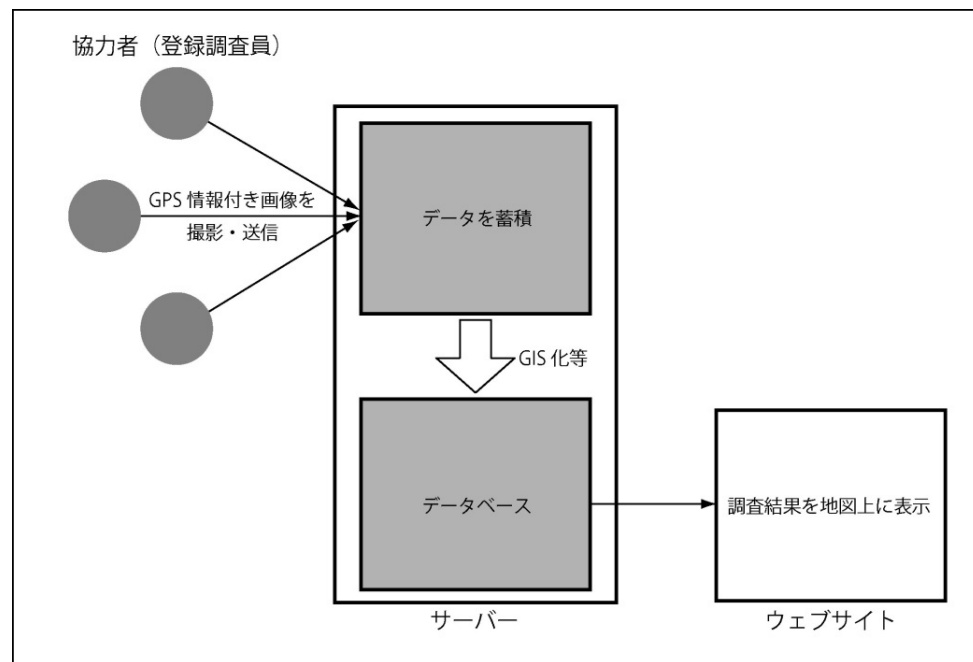 協力者（登録調査員）
GPS 情報付き画像を
撮影・送信
データを蓄積
GIS 化等
データベース
調査結果を地図上に表示
サーバー
ウェブサイト